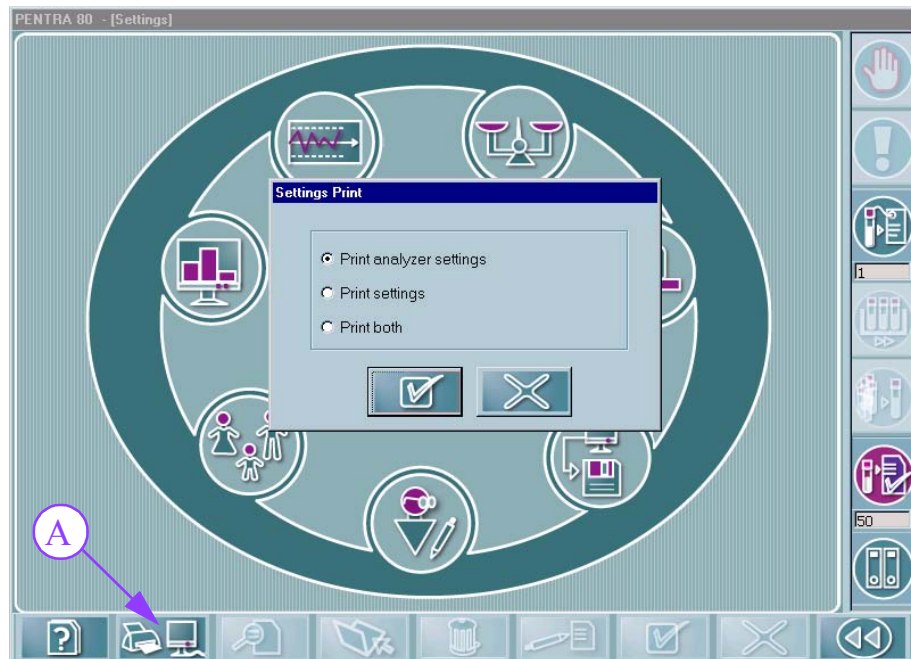 PENTRA 80 - [Settings]
Settings Print
Print analyzer settings
Print settings
Print both
1
50
A
?